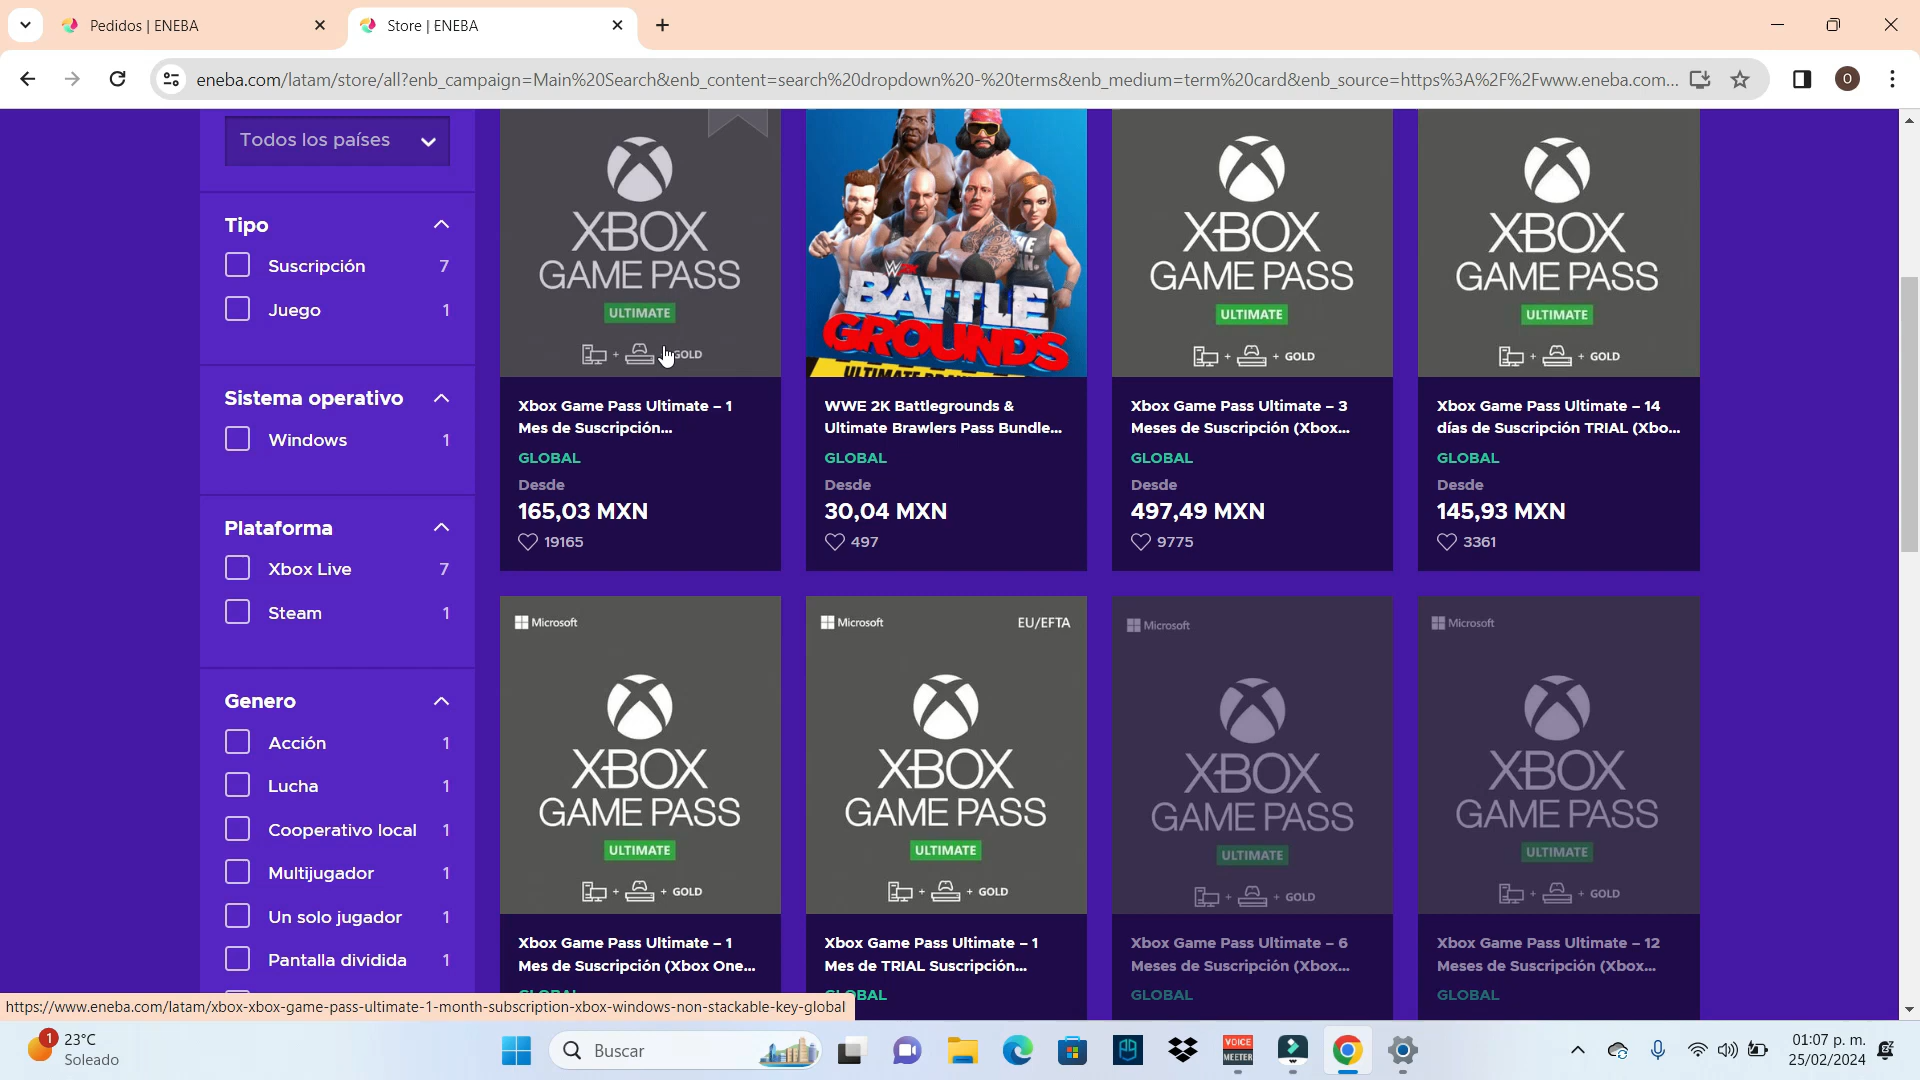 Pedidos | ENEBA
Store | ENEBA
eneba.com/latam/store/all?enb_campaign=Main%20Search&enb_content=search%20dropdown%20-%20terms&enb_medium=term%20card&enb_source=https%3A%2F%2Fwww.eneba.com...
O
Todos los países
Tipo
Suscripción 7
Juego 1
Sistema operativo
Windows 1
Plataforma
Xbox Live 7
Steam 1
Genero
Acción 1
Lucha 1
Cooperativo local 1
Multijugador 1
Un solo jugador 1
Pantalla dividida 1
XBOX
GAME PASS
ULTIMATE
+ GOLD
Xbox Game Pass Ultimate – 1
Mes de Suscripción...
GLOBAL
Desde
165,03 MXN
19165
W2K
BATTLE
GROUNDS
WWE 2K Battlegrounds &
Ultimate Brawlers Pass Bundle...
GLOBAL
Desde
30,04 MXN
497
XBOX
GAME PASS
ULTIMATE
+ + GOLD
Xbox Game Pass Ultimate – 3
Meses de Suscripción (Xbox...
GLOBAL
Desde
497,49 MXN
9775
XBOX
GAME PASS
ULTIMATE
+ + GOLD
Xbox Game Pass Ultimate – 14
días de Suscripción TRIAL (Xbo...
GLOBAL
Desde
145,93 MXN
3361
Microsoft
XBOX
GAME PASS
ULTIMATE
+ + GOLD
Xbox Game Pass Ultimate – 1
Mes de Suscripción (Xbox One...
Microsoft
EU/EFTA
XBOX
GAME PASS
ULTIMATE
+ + GOLD
Xbox Game Pass Ultimate – 1
Mes de TRIAL Suscripción...
Microsoft
XBOX
GAME PASS
ULTIMATE
+ + GOLD
Xbox Game Pass Ultimate – 6
Meses de Suscripción (Xbox...
GLOBAL
Microsoft
XBOX
GAME PASS
ULTIMATE
+ + GOLD
Xbox Game Pass Ultimate – 12
Meses de Suscripción (Xbox...
GLOBAL
https://www.eneba.com/latam/xbox-xbox-game-pass-ultimate-1-month-subscription-xbox-windows-non-stackable-key-global
1
23°C
Soleado
Buscar
VOICE
MEETER
01:07 p. m.
25/02/2024